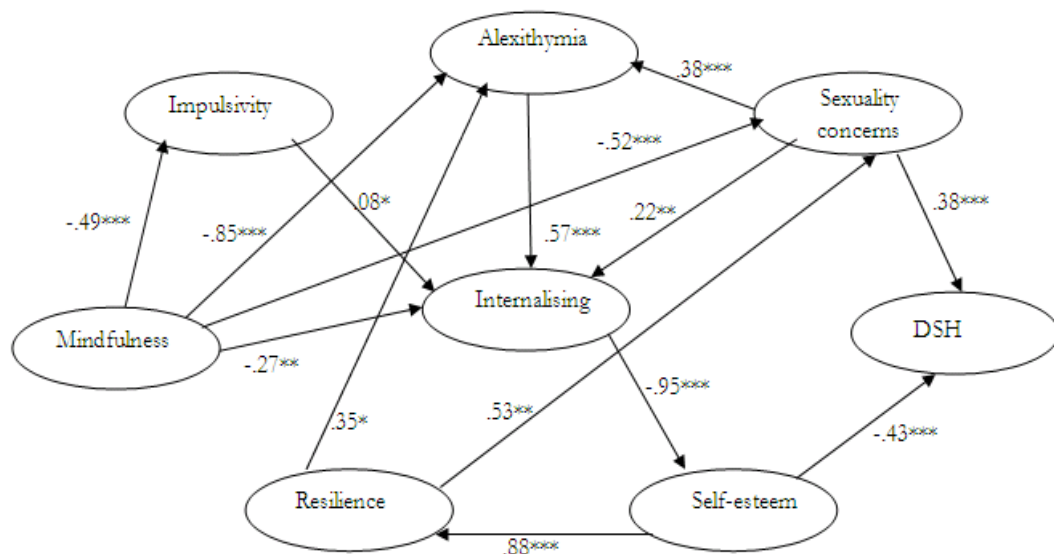 Alexithymia
.38***
Impulsivity
Sexuality
concerns
-.52***
-.49***
-.85***
.08*
.57***
.22**
.38***
Internalising
Mindfulness
DSH
-.27**
-.95***
.35*
.53**
-.43***
Resilience
Self-esteem
.88***